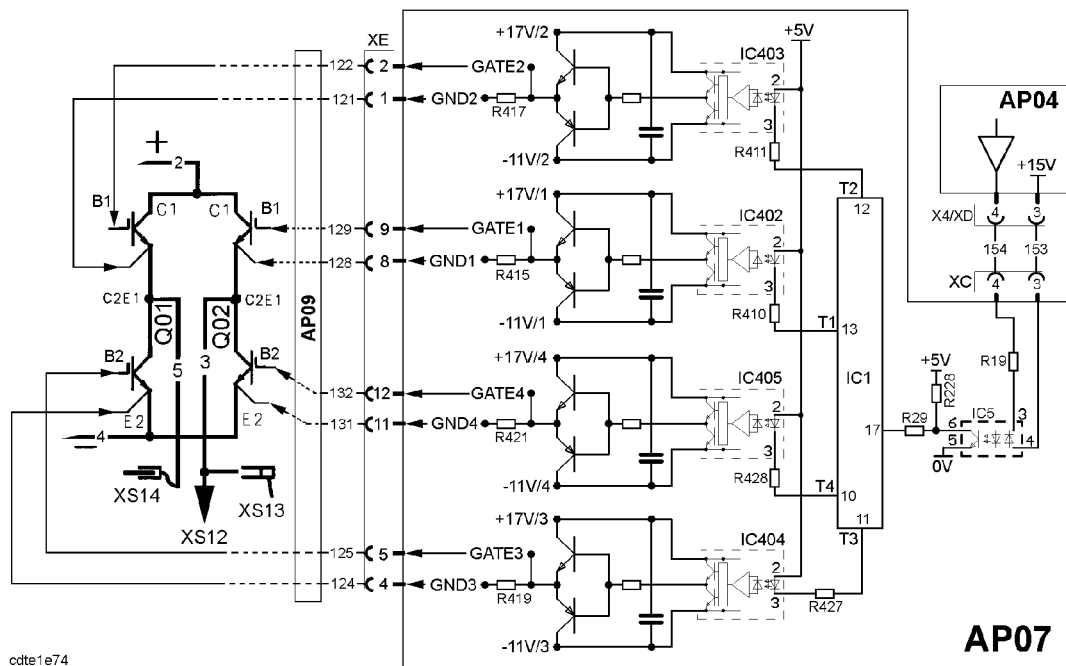 XE
+17V/2
IC403
+5V
122
2
GATE2
2
121
1
GND2
R417
3
AP04
+
-11V/2
R411
2
+15V
T2
12
B1
C1
C1
B1
+17V/1
IC402
X4/XD
4
3
129
9
GATE1
2
154
153
128
8
GND1
R415
3
XC
4
3
C2E1
C2E1
AP09
-11V/1
R410
T1
13
Q01
Q02
+17V/4
R19
B2
5
3
B2
IC405
IC1
+5V
R228
132
12
GATE4
2
IC5
3
E2
131
11
GND4
R421
3
17
R29
6
5
4
4
0V
XS14
XS13
-11V/4
R428
T4
10
XS12
+17V/3
11
T3
IC404
125
5
GATE3
2
124
4
GND3
R419
3
R427
-11V/3
AP07
cdte1e74